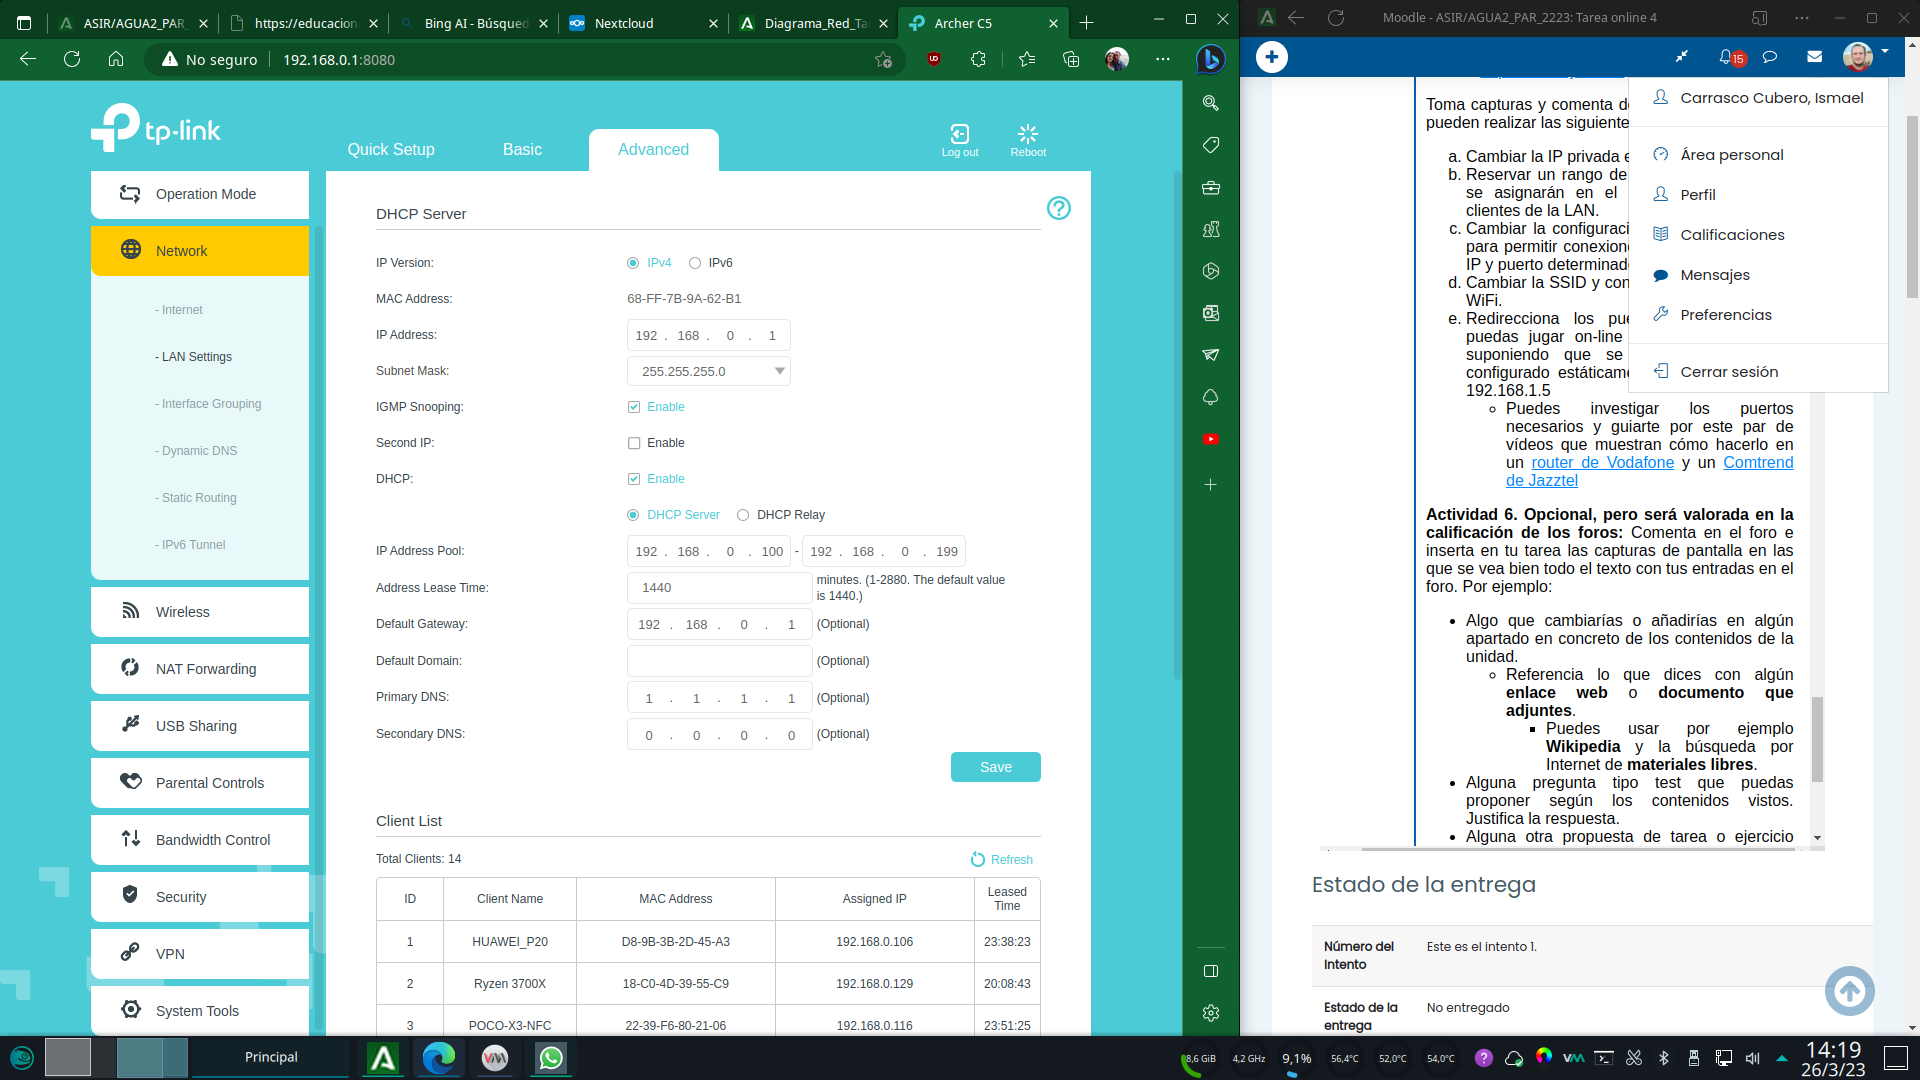 ASIR/AGUA2_PAR_
https://educacion
Bing AI - Búsqued
Nextcloud
Diagrama_Red_Ta
Archer C5
No seguro
192.168.0.1:8080
tp-link
Quick Setup
Basic
Advanced
Log out
Reboot
Operation Mode
Network
- Internet
- LAN Settings
- Interface Grouping
- Dynamic DNS
- Static Routing
- IPv6 Tunnel
Wireless
NAT Forwarding
USB Sharing
Parental Controls
Bandwidth Control
Security
VPN
System Tools
DHCP Server
IP Version:
IPv4
IPv6
MAC Address:
68-FF-7B-9A-62-B1
IP Address:
192 . 168 . 0 . 1
Subnet Mask:
255.255.255.0
IGMP Snooping:
Enable
Second IP:
Enable
DHCP:
Enable
DHCP Server
DHCP Relay
IP Address Pool:
192 . 168 . 0 . 100 - 192 . 168 . 0 . 199
Address Lease Time:
1440
minutes. (1-2880. The default value
is 1440.)
Default Gateway:
192 . 168 . 0 . 1 (Optional)
Default Domain:
(Optional)
Primary DNS:
1 . 1 . 1 . 1 (Optional)
Secondary DNS:
0 . 0 . 0 . 0 (Optional)
Save
Client List
Total Clients: 14
Refresh
ID Client Name MAC Address Assigned IP Leased
Time
1 HUAWEI_P20 D8-9B-3B-2D-45-A3 192.168.0.106 23:38:23
2 Ryzen 3700X 18-C0-4D-39-55-C9 192.168.0.129 20:08:43
3 POCO-X3-NFC 22-39-F6-80-21-06 192.168.0.116 23:51:25
Moodle - ASIR/AGUA2_PAR_2223: Tarea online 4
15
Toma capturas y comenta d
pueden realizar las siguiente
a. Cambiar la IP privada e
b. Reservar un rango de
se asignarán en el
clientes de la LAN.
c. Cambiar la configuraci
para permitir conexion
IP y puerto determinad
d. Cambiar la SSID y con
WiFi.
e. Redirecciona los pue
puedas jugar on-line
suponiendo que se
configurado estáticame
192.168.1.5
Puedes investigar los puertos
necesarios y guiarte por este par de
vídeos que muestran cómo hacerlo en
un router de Vodafone y un Comtrend
de Jazztel
Carrasco Cubero, Ismael
Área personal
Perfil
Calificaciones
Mensajes
Preferencias
Cerrar sesión
Actividad 6. Opcional, pero será valorada en la
calificación de los foros: Comenta en el foro e
inserta en tu tarea las capturas de pantalla en las
que se vea bien todo el texto con tus entradas en el
foro. Por ejemplo:
Algo que cambiarías o añadirías en algún
apartado en concreto de los contenidos de la
unidad.
Referencia lo que dices con algún
enlace web o documento que
adjuntes.
Puedes usar por ejemplo
Wikipedia y la búsqueda por
Internet de materiales libres.
Alguna pregunta tipo test que puedas
proponer según los contenidos vistos.
Justifica la respuesta.
Alguna otra propuesta de tarea o ejercicio
Estado de la entrega
Número del
intento
Este es el intento 1.
Estado de la
entrega
No entregado
Principal
8,6 GiB
4,2 GHz
9,1%
56,4°C
52,0°C
54,0°C
14:19
26/3/23